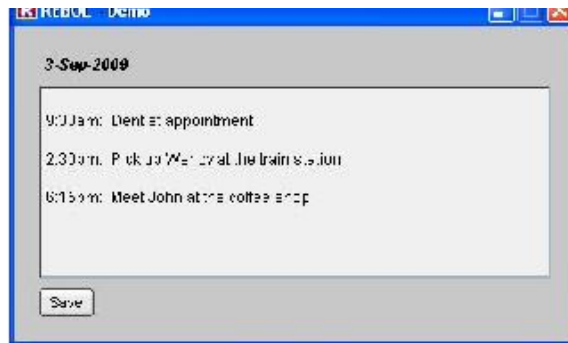 REBOL - Demo
3-Sep-2009
9:00am: Dentist appointment
2:30pm: Pick up Wendy at the train station
6:15pm: Meet John at the coffee shop
Save